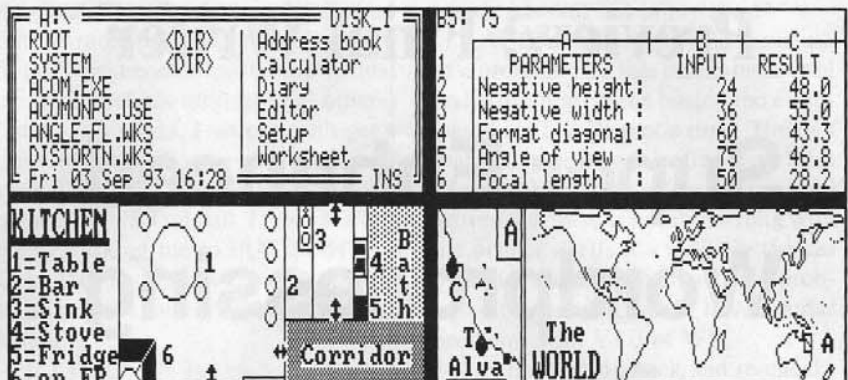 A:\ DISK_1
ROOT <DIR> Address book
SYSTEM <DIR> Calculator
ACOM.EXE Diary
ACOMONPC.USE Editor
ANGLE-FL.WKS Setup
DISTORTN.WKS Worksheet
Fri 03 Sep 93 16:28 INS
B5: 75
A B C
1 PARAMETERS INPUT RESULT
2 Negative height: 24 48.0
3 Negative width : 36 55.0
4 Format diagonal: 43.3
5 Angle of view : 75 46.8
6 Focal length : 50 28.2
KITCHEN
1=Table
2=Bar
3=Sink
4=Stove
5=Fridge
1
2
3
4
5
6
Bath
Corridor
A
C
T
Alva
The
WORLD
A